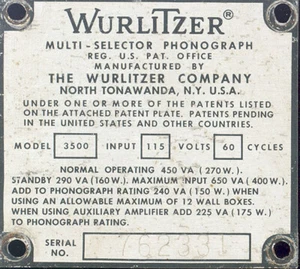 WURLITZER®
MULTI-SELECTOR PHONOGRAPH
REG. U.S. PAT. OFFICE
MANUFACTURED BY
THE WURLITZER COMPANY
NORTH TONAWANDA, N.Y. U.S.A.
UNDER ONE OR MORE OF THE PATENTS LISTED
ON THE ATTACHED PATENT PLATE. PATENTS PENDING
IN THE UNITED STATES AND OTHER COUNTRIES.
MODEL 3500 INPUT 115 VOLTS 60 CYCLES
NORMAL OPERATING 450 VA (270 W.)
STANDBY 290 VA (160 W.). MAXIMUM INPUT 650 VA (400 W.).
ADD TO PHONOGRAPH RATING 240 VA (150 W.) WHEN
USING AN ALLOWABLE MAXIMUM OF 12 WALL BOXES.
WHEN USING AUXILIARY AMPLIFIER ADD 225 VA (175 W.)
TO PHONOGRAPH RATING.
SERIAL
NO.